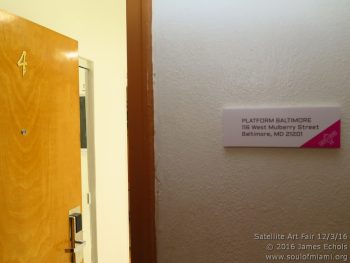 4
PLATFORM BALTIMORE
116 West Mulberry Street
Baltimore, MD 21201
Satellite Art Fair 12/3/16
© 2016 James Echols
www.soulofmiami.org